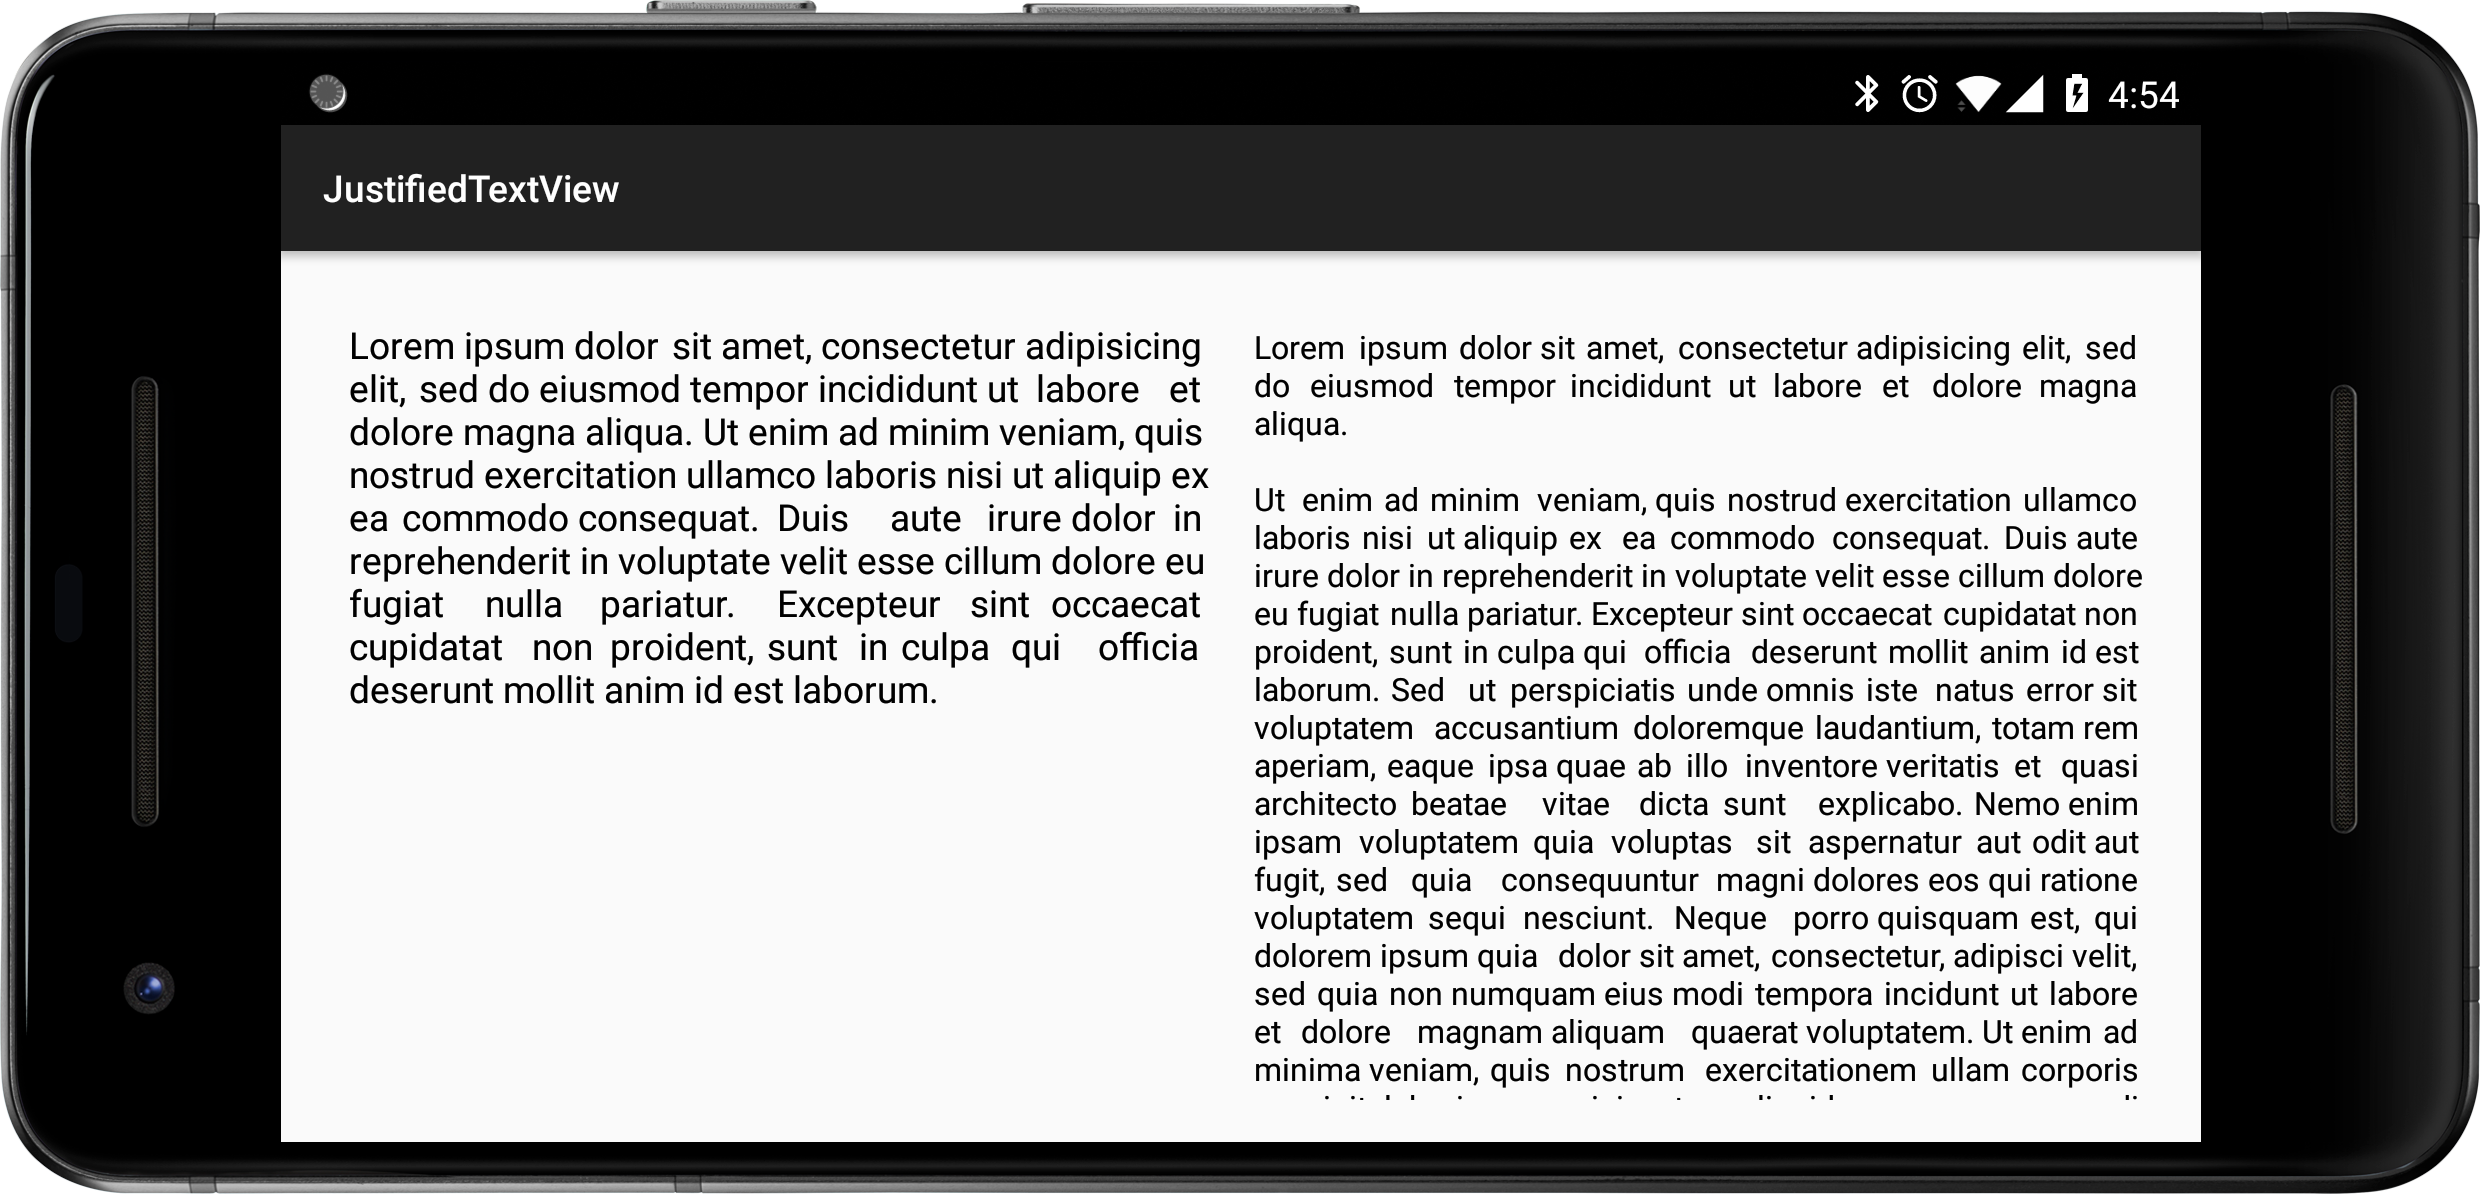 4:54
JustifiedTextView
Lorem ipsum dolor sit amet, consectetur adipisicing
elit, sed do eiusmod tempor incididunt ut labore et
dolore magna aliqua. Ut enim ad minim veniam, quis
nostrud exercitation ullamco laboris nisi ut aliquip ex
ea commodo consequat. Duis aute irure dolor in
reprehenderit in voluptate velit esse cillum dolore eu
fugiat nulla pariatur. Excepteur sint occaecat
cupidatat non proident, sunt in culpa qui officia
deserunt mollit anim id est laborum.
Lorem ipsum dolor sit amet, consectetur adipisicing elit, sed
do eiusmod tempor incididunt ut labore et dolore magna
aliqua.
Ut enim ad minim veniam, quis nostrud exercitation ullamco
laboris nisi ut aliquip ex ea commodo consequat. Duis aute
irure dolor in reprehenderit in voluptate velit esse cillum dolore
eu fugiat nulla pariatur. Excepteur sint occaecat cupidatat non
proident, sunt in culpa qui officia deserunt mollit anim id est
laborum. Sed ut perspiciatis unde omnis iste natus error sit
voluptatem accusantium doloremque laudantium, totam rem
aperiam, eaque ipsa quae ab illo inventore veritatis et quasi
architecto beatae vitae dicta sunt explicabo. Nemo enim
ipsam voluptatem quia voluptas sit aspernatur aut odit aut
fugit, sed quia consequuntur magni dolores eos qui ratione
voluptatem sequi nesciunt. Neque porro quisquam est, qui
dolorem ipsum quia dolor sit amet, consectetur, adipisci velit,
sed quia non numquam eius modi tempora incidunt ut labore
et dolore magnam aliquam quaerat voluptatem. Ut enim ad
minima veniam, quis nostrum exercitationem ullam corporis